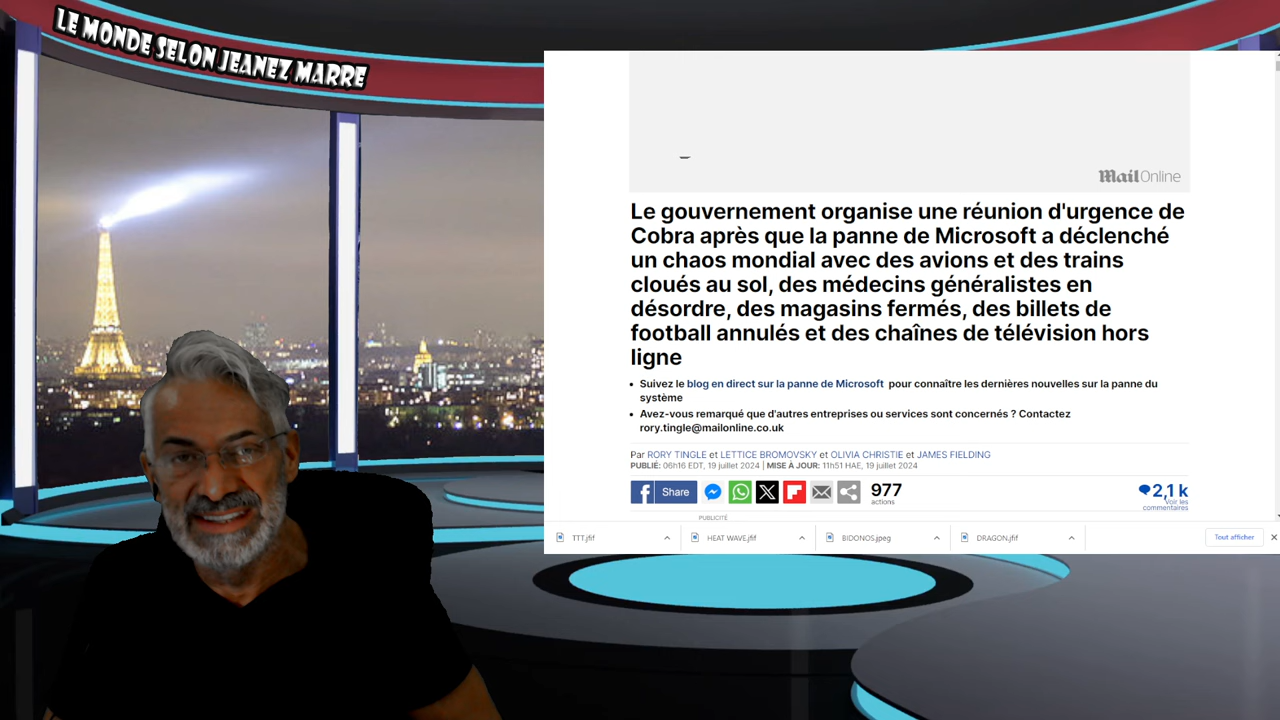 LE MONDE SELON JEANEZ MARRE
MailOnline
Le gouvernement organise une réunion d'urgence de
Cobra après que la panne de Microsoft a déclenché
un chaos mondial avec des avions et des trains
cloués au sol, des médecins généralistes en
désordre, des magasins fermés, des billets de
football annulés et des chaînes de télévision hors
ligne
• Suivez le blog en direct sur la panne de Microsoft pour connaître les dernières nouvelles sur la panne du
système
• Avez-vous remarqué que d'autres entreprises ou services sont concernés ? Contactez
rory.tingle@mailonline.co.uk
Par RORY TINGLE et LETTICE BROMOVSKY et OLIVIA CHRISTIE et JAMES FIELDING
PUBLIÉ: 06h16 EDT, 19 juillet 2024 | MISE À JOUR: 11h51 HAE, 19 juillet 2024
Share
977
actions
2,1 k
Voir les
commentaires
PUBLICITÉ
TTT.jfif
HEAT WAVE.jfif
BIDONOS.jpeg
DRAGON.jfif
Tout afficher